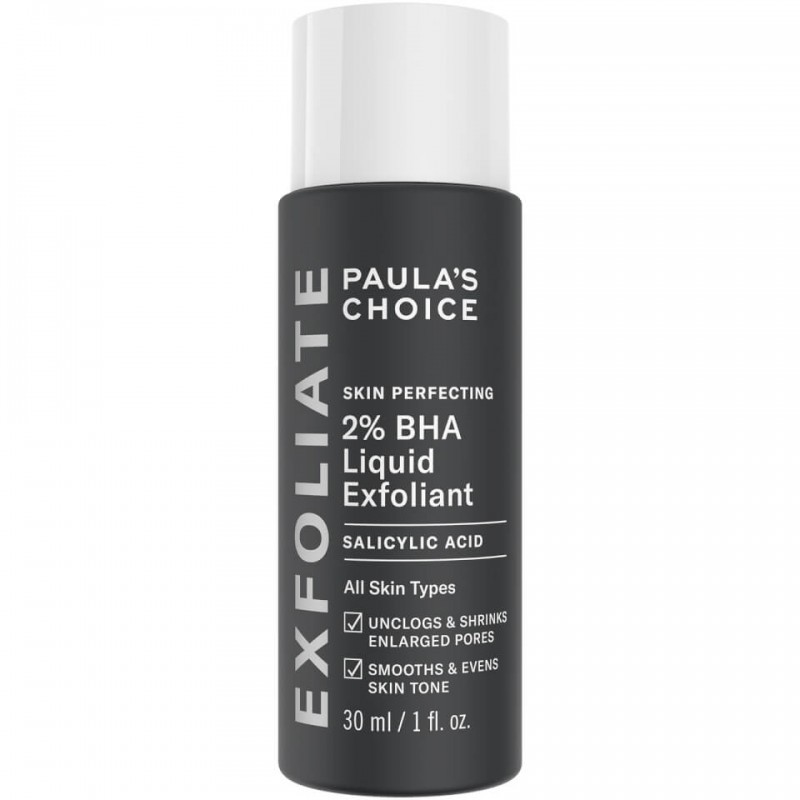 EXFOLIATE
PAULA'S
CHOICE
SKIN PERFECTING
2% BHA
Liquid
Exfoliant
SALICYLIC ACID
All Skin Types
UNCLOGS & SHRINKS
ENLARGED PORES
SMOOTHS & EVENS
SKIN TONE
30 ml / 1 fl. oz.